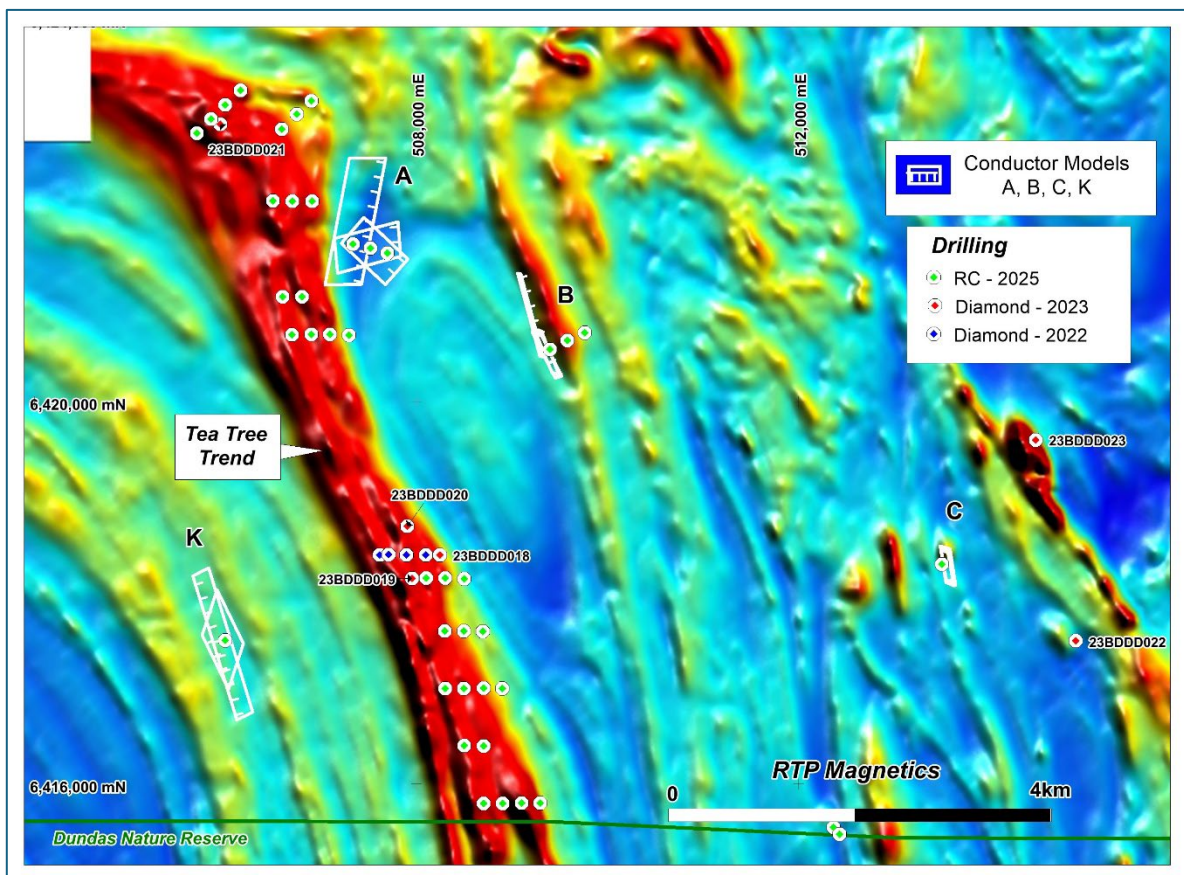 508,000 mE
512,000 mE
23BDDD021
A
Conductor Models
A, B, C, K
Drilling
RC - 2025
Diamond - 2023
Diamond - 2022
B
6,420,000 mN
Tea Tree
Trend
23BDDD023
23BDDD020
C
K
23BDDD018
23BDDD019
23BDDD022
RTP Magnetics
6,416,000 mN
0
4km
Dundas Nature Reserve